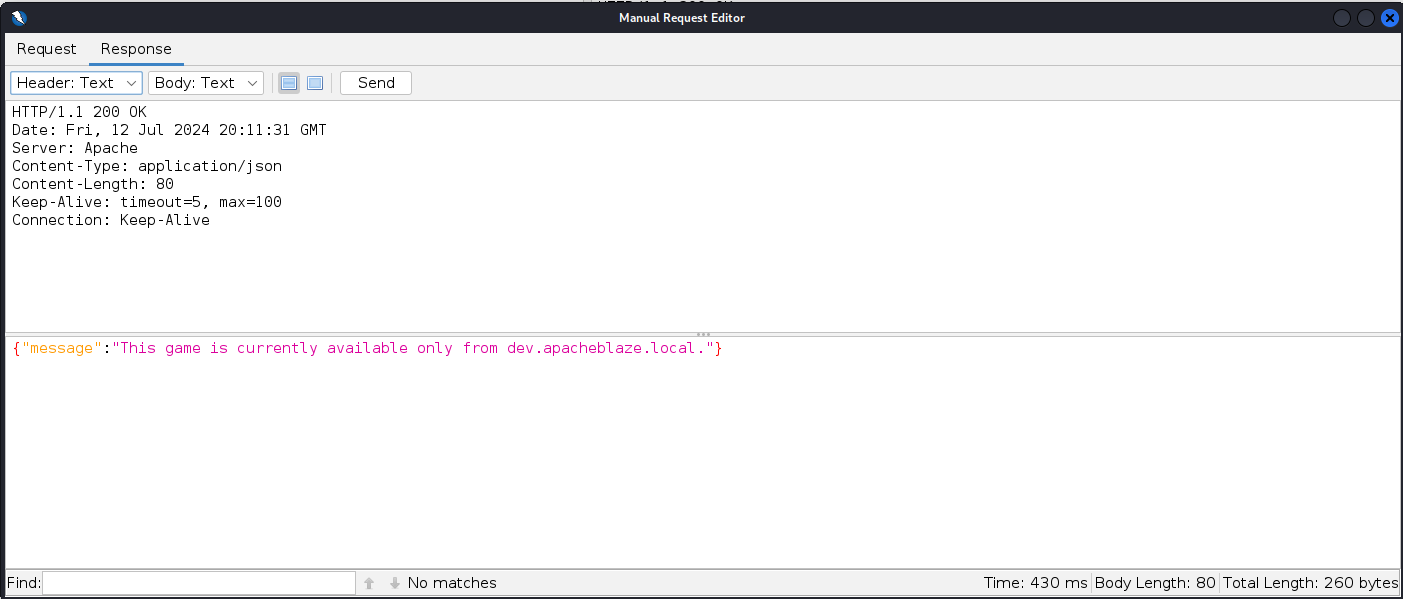 Manual Request Editor
Request Response
Header: Text Body: Text Send
HTTP/1.1 200 OK
Date: Fri, 12 Jul 2024 20:11:31 GMT
Server: Apache
Content-Type: application/json
Content-Length: 80
Keep-Alive: timeout=5, max=100
Connection: Keep-Alive
{"message":"This game is currently available only from dev.apacheblaze.local."}
Find: No matches Time: 430 ms Body Length: 80 Total Length: 260 bytes